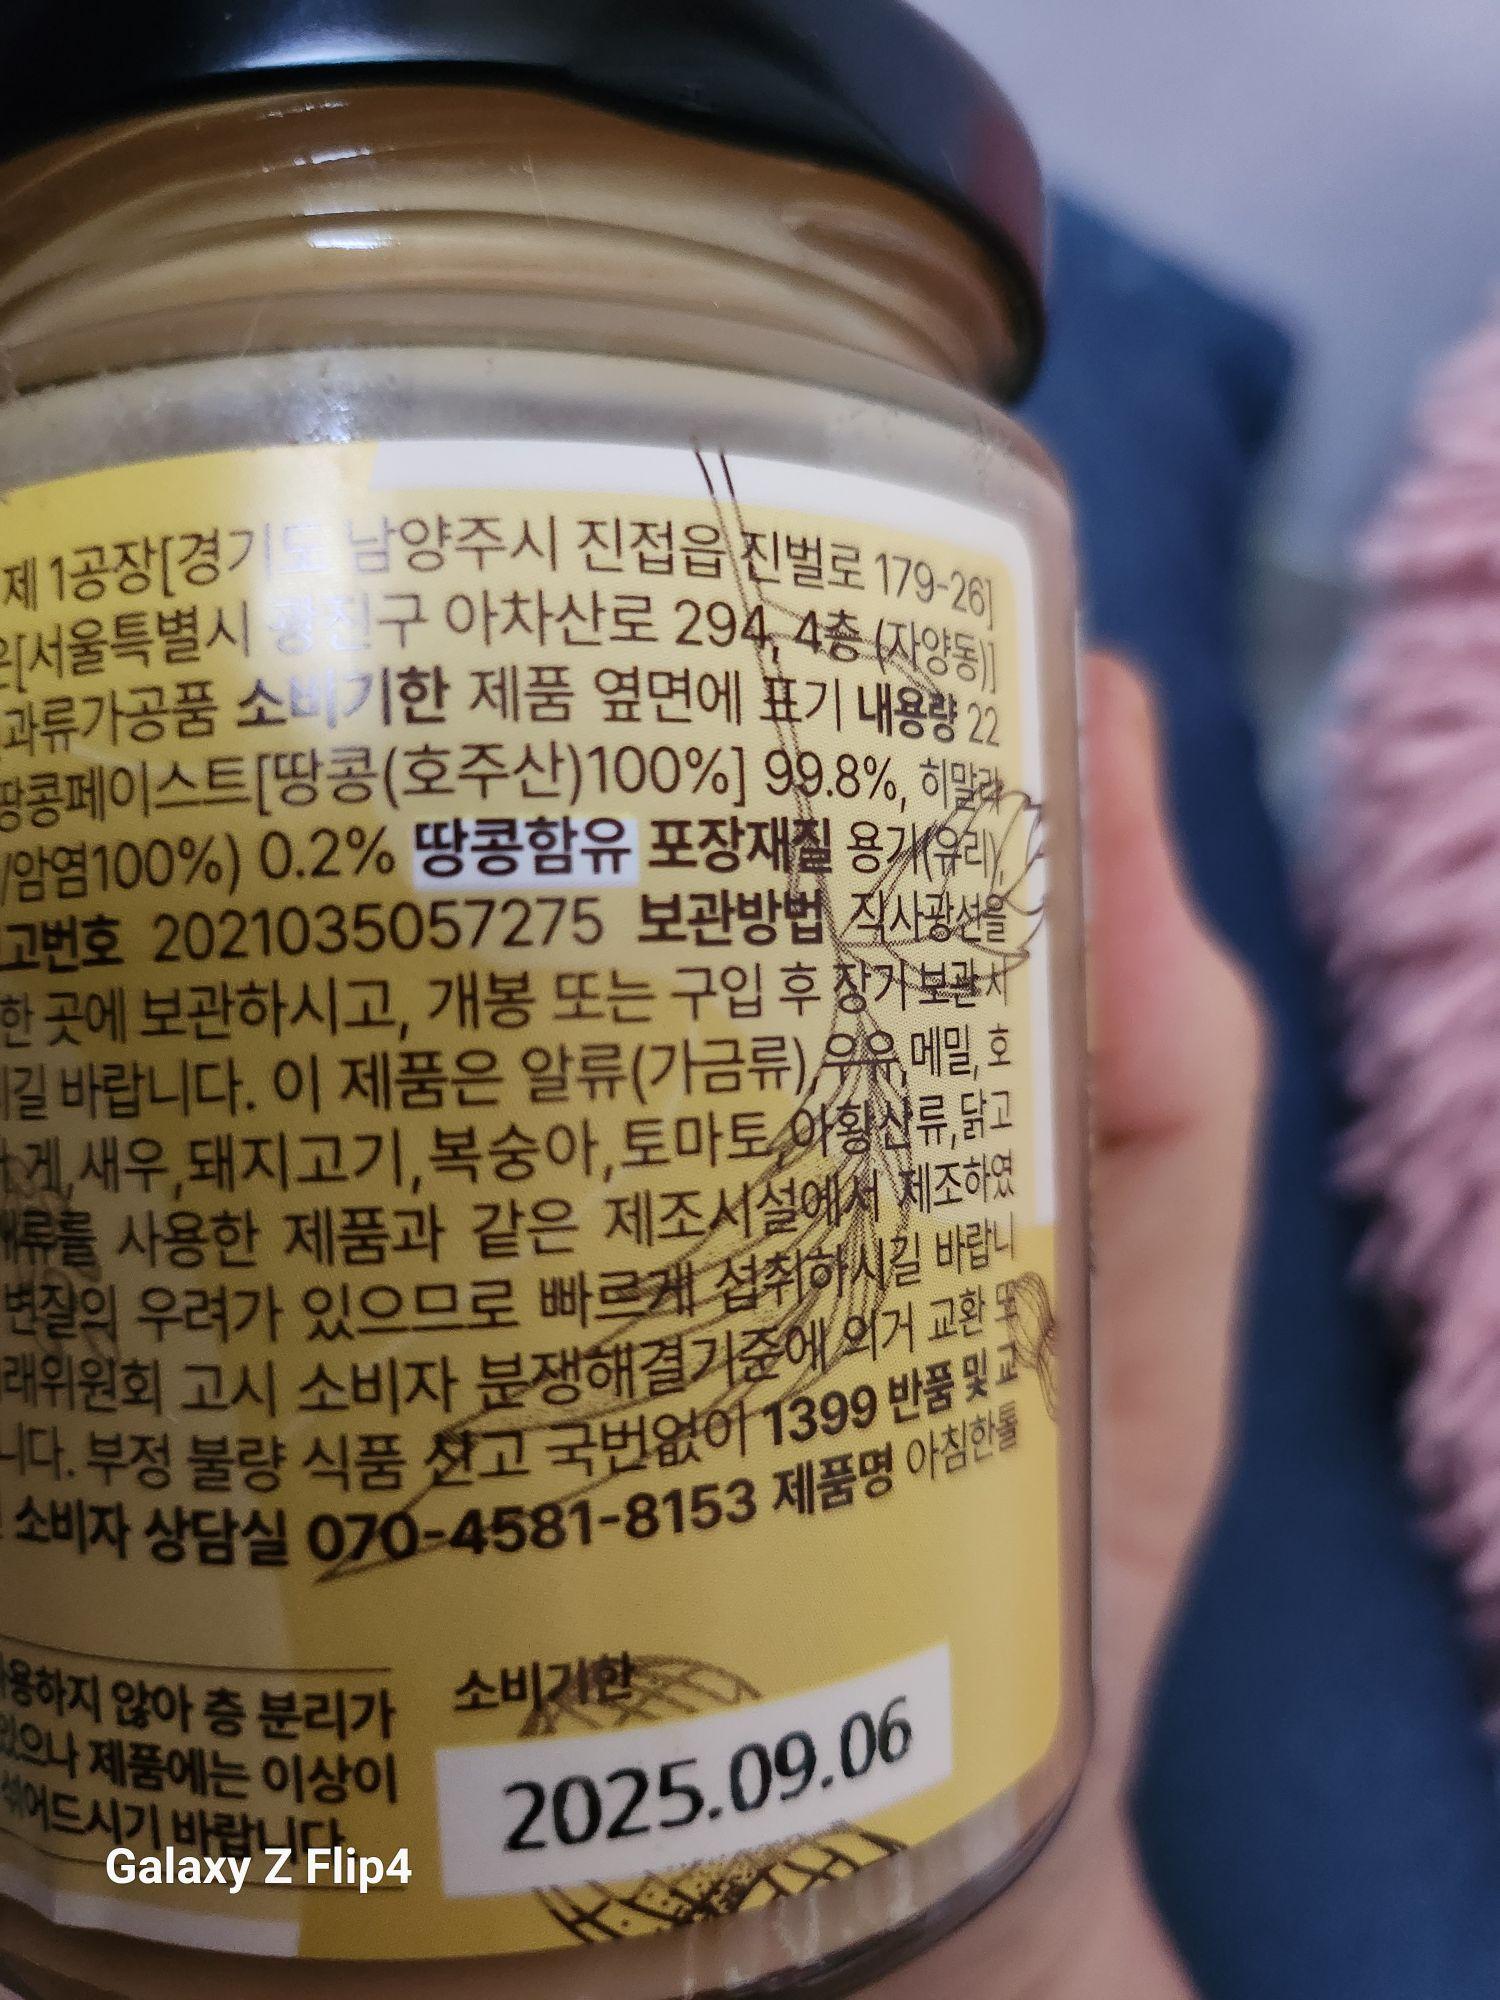 제 1공장[경기도 남양주시 진접읍 진벌로 179-26]
[서울특별시 광진구 아차산로 294, 4층 (자양동)]
과류가공품 소비기한 제품 옆면에 표기 내용량 22
땅콩페이스트[땅콩(호주산)100%] 99.8%, 히말라
/암염100%) 0.2% 땅콩함유 포장재질 용기(유리),
고번호 2021035057275 보관방법 직사광선을
한 곳에 보관하시고, 개봉 또는 구입 후 장기 보관 시
길 바랍니다. 이 제품은 알류(가금류),우유,메밀, 호
게,새우,돼지고기,복숭아,토마토,아황산류,닭고
류를 사용한 제품과 같은 제조시설에서 제조하였
변질의 우려가 있으므로 빠르게 섭취하시길 바랍니
래위원회 고시 소비자 분쟁해결기준에 의거 교환 또
니다. 부정 불량 식품 신고 국번없이 1399 반품 및 교
소비자 상담실 070-4581-8153 제품명 아침한톨
용하지 않아 층 분리가
있으나 제품에는 이상이
섞어드시기 바랍니다.
소비기한
2025.09.06
Galaxy Z Flip4